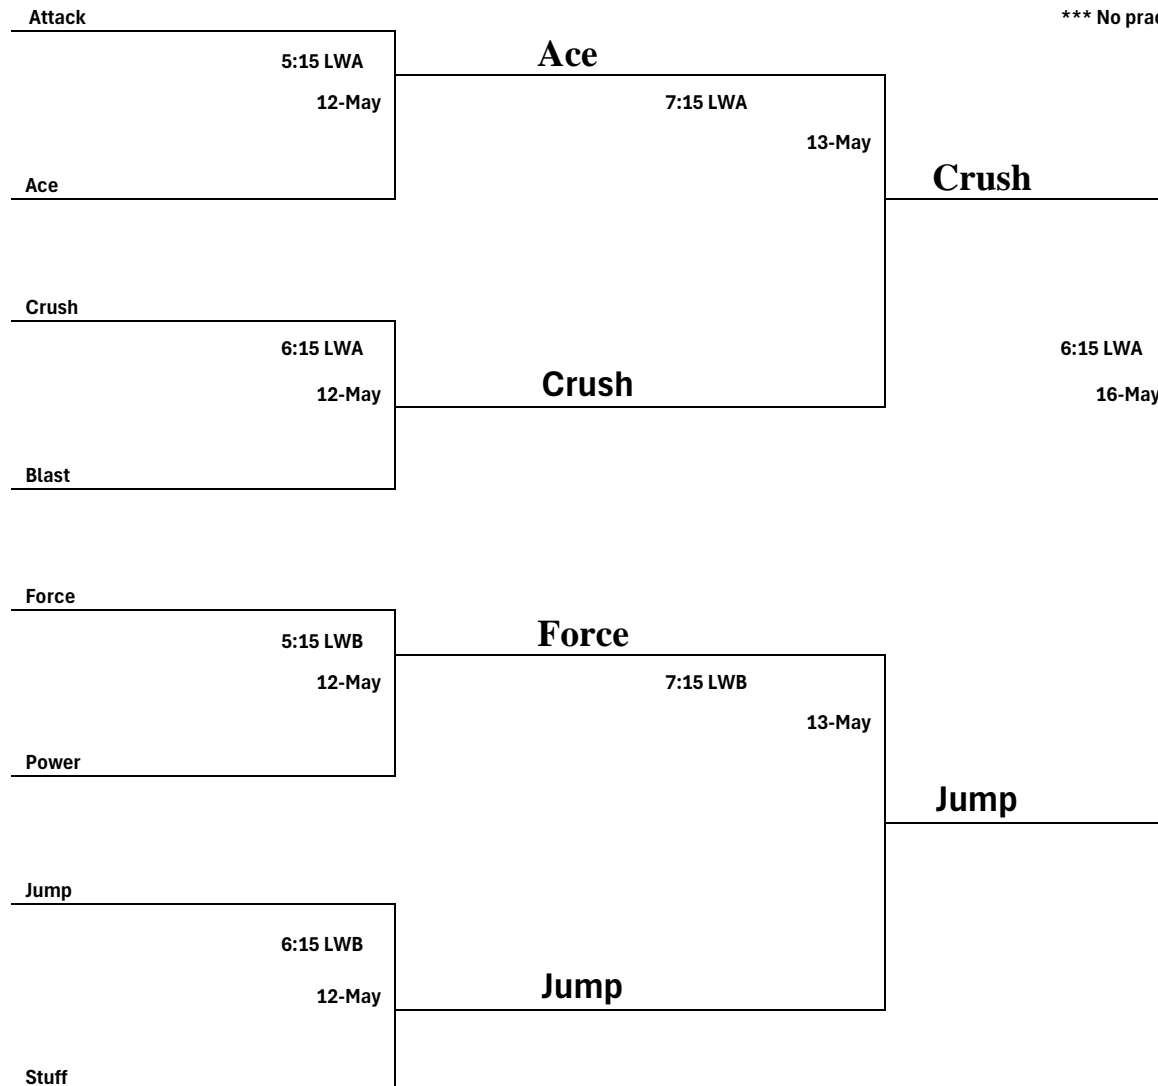 Attack
*** No prac
5:15 LWA
Ace
12-May
7:15 LWA
13-May
Ace
Crush
Crush
6:15 LWA
6:15 LWA
12-May
Crush
16-May
Blast
Force
5:15 LWB
Force
12-May
7:15 LWB
13-May
Power
Jump
Jump
6:15 LWB
12-May
Jump
Stuff